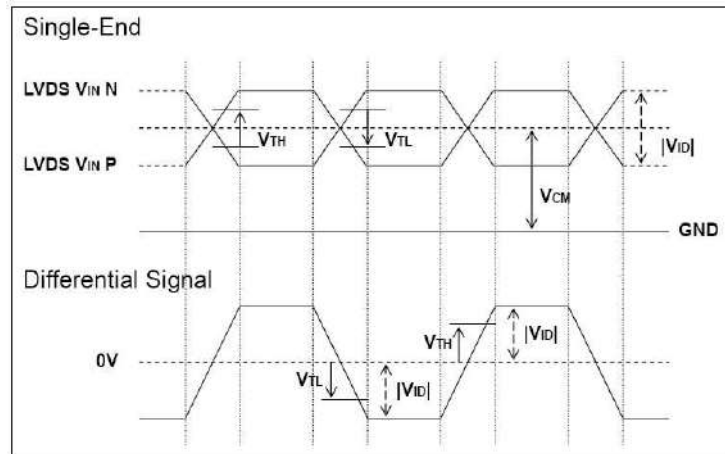 Single-End
LVDS VIN N
VTH
VTL
|VID|
LVDS VIN P
VCM
GND
Differential Signal
VTH
|VID|
0V
VTL
|VID|